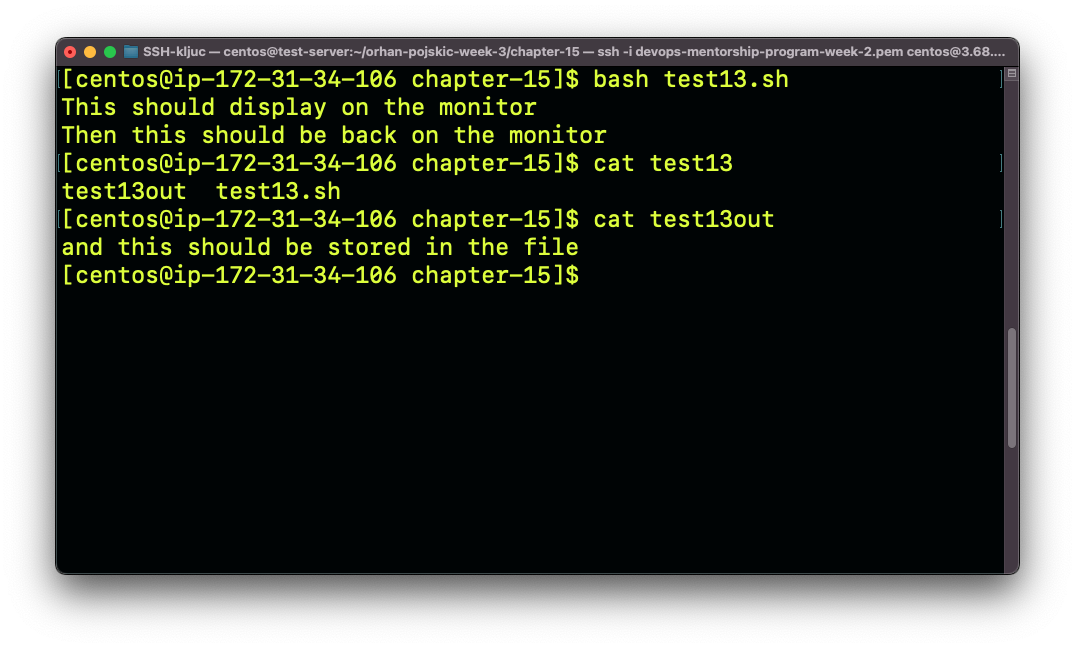 SSH-kljuc — centos@test-server:~/orhan-pojskic-week-3/chapter-15 — ssh -i devops-mentorship-program-week-2.pem centos@3.68....
[centos@ip-172-31-34-106 chapter-15]$ bash test13.sh
This should display on the monitor
Then this should be back on the monitor
[centos@ip-172-31-34-106 chapter-15]$ cat test13
test13out  test13.sh
[centos@ip-172-31-34-106 chapter-15]$ cat test13out
and this should be stored in the file
[centos@ip-172-31-34-106 chapter-15]$